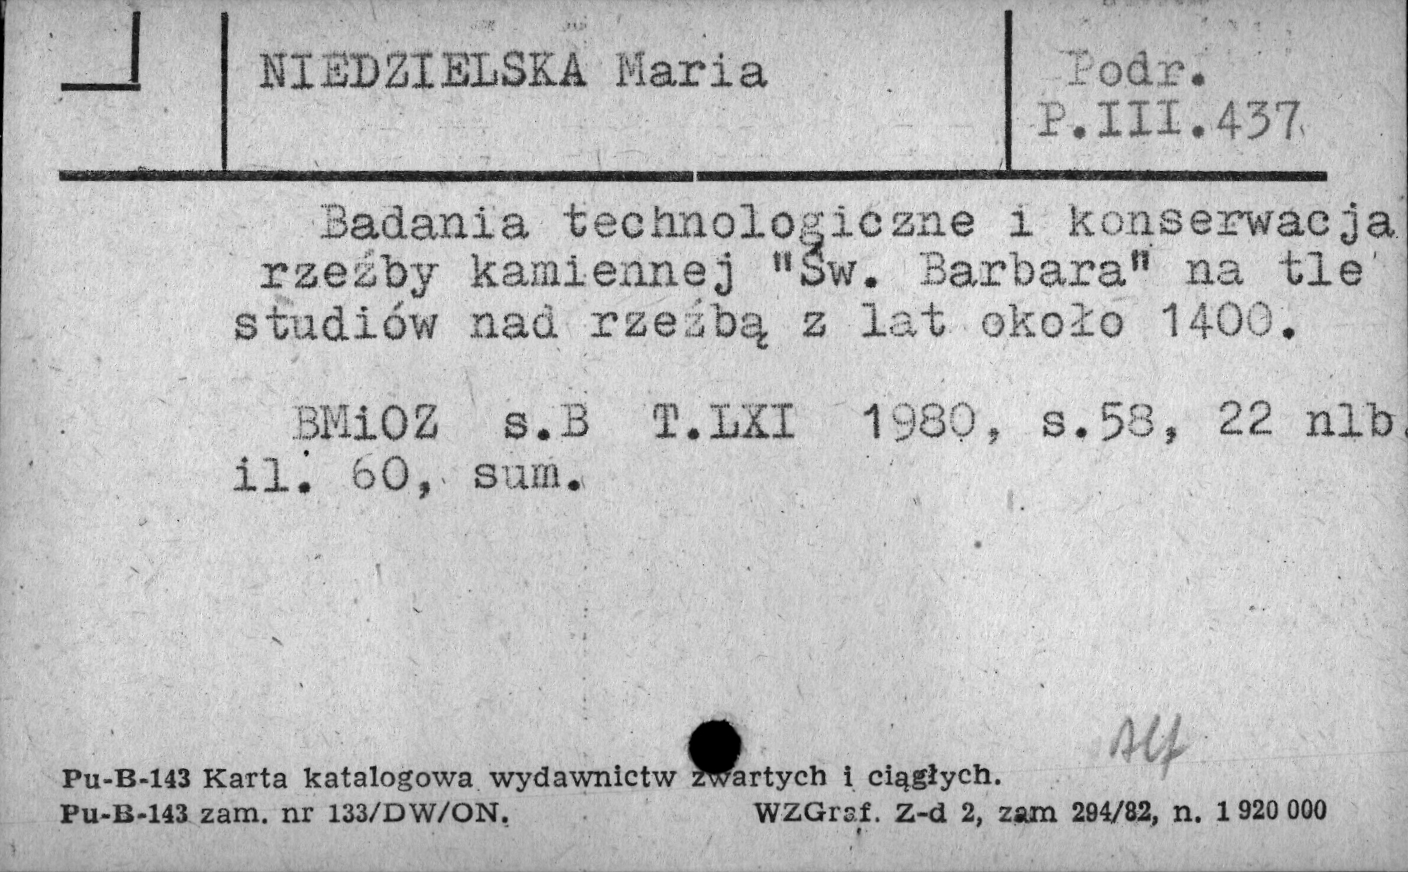 NIEDZIELSKA Maria
Podr.
P.III.437
Badania technologiczne i konserwacja
rzeźby kamiennej "Św. Barbara" na tle
studiów nad rzeźbą z lat około 1400.
BMiOZ s.B T.LXI 1980, s.58, 22 nlb.
il. 60, sum.
Alf
Pu-B-143 Karta katalogowa wydawnictw zwartych i ciągłych.
Pu-B-143 zam. nr 133/DW/ON. WZGraf. Z-d 2, zam 294/82, n. 1 920 000